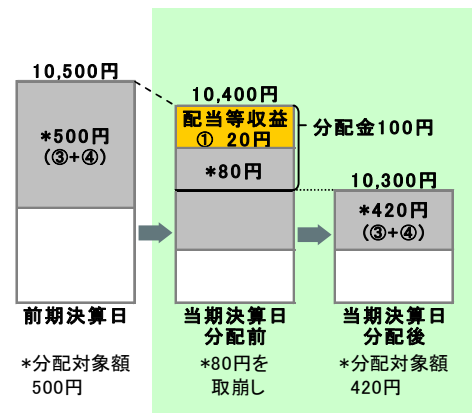 10,500円
*500円
(③+④)
前期決算日
*分配対象額
500円
10,400円
配当等収益
① 20円
*80円
分配金100円
当期決算日
分配前
*80円を
取崩し
10,300円
*420円
(③+④)
当期決算日
分配後
*分配対象額
420円